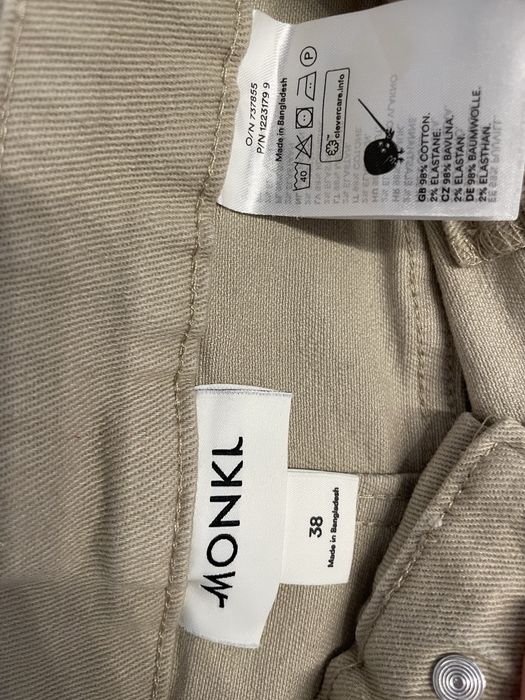 O/N 737855
P/N 1223179 9
Made in Bangladesh
40
P
clevercare.info
GB 98% COTTON.
2% ELASTANE.
CZ 98% BAVLNA.
2% ELASTAN.
DE 98% BAUMWOLLE.
2% ELASTHAN.
MONKI
38
Made in Bangladesh